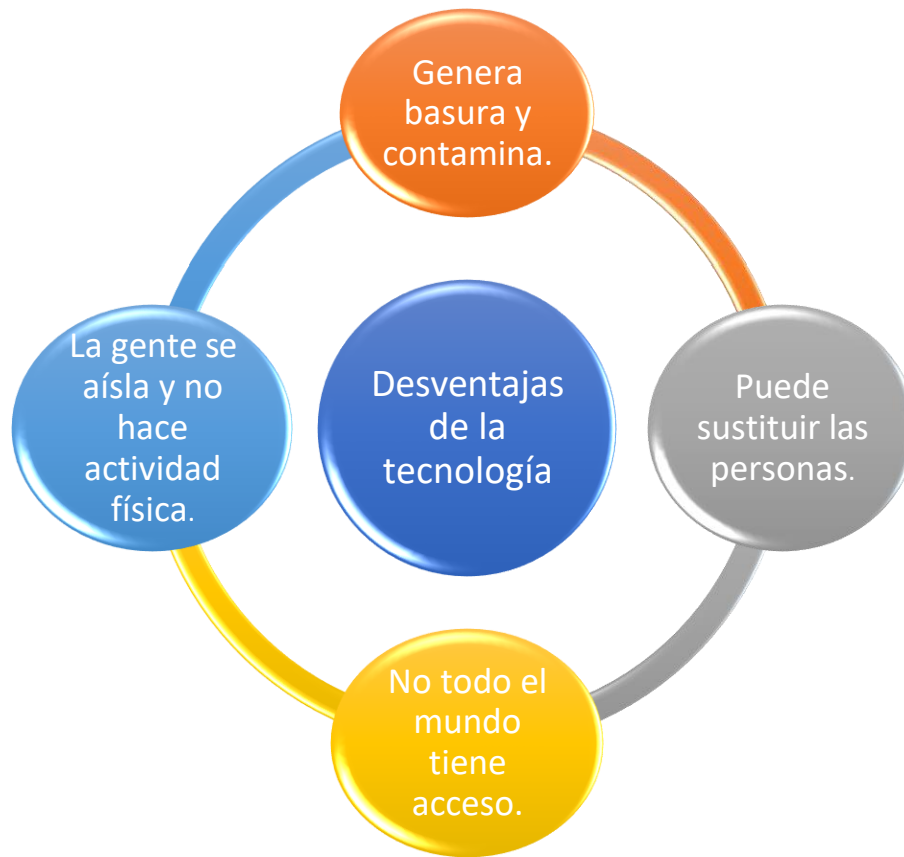 Genera
basura y
contamina.
La gente se
aísla y no
hace
actividad
física.
Desventajas
de la
tecnología
Puede
sustituir las
personas.
No todo el
mundo
tiene
acceso.